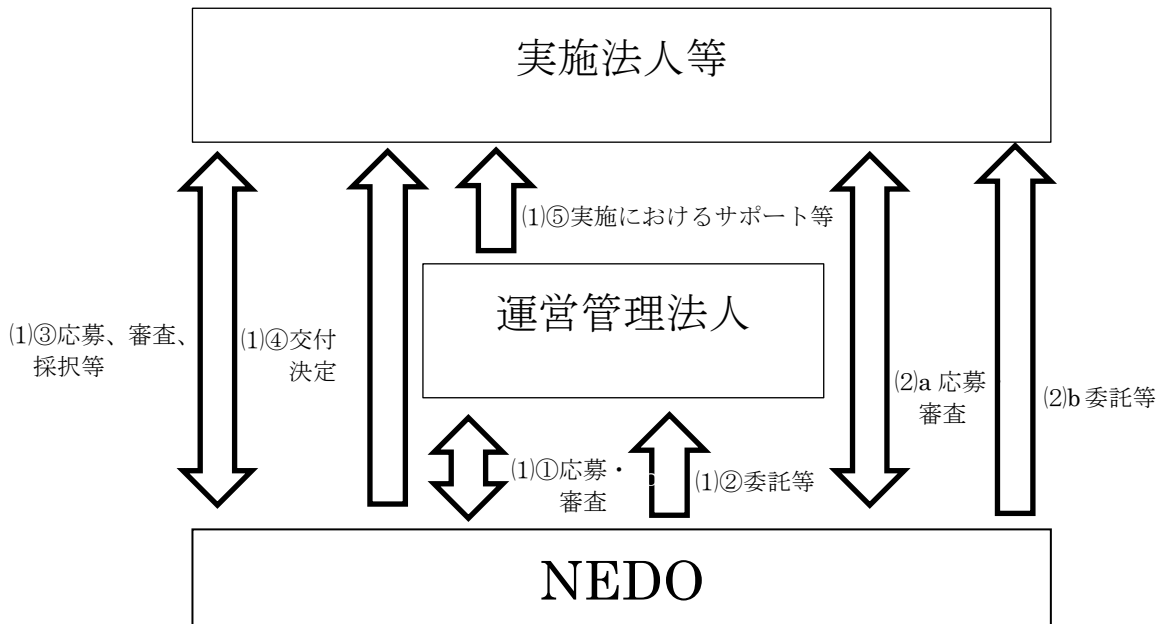 実施法人等
⑴⑤実施におけるサポート等
運営管理法人
⑴③応募、審査、
採択等
⑴④交付
決定
⑵a 応募・
審査
⑵b 委託等
⑴①応募・
審査
⑴②委託等
NEDO